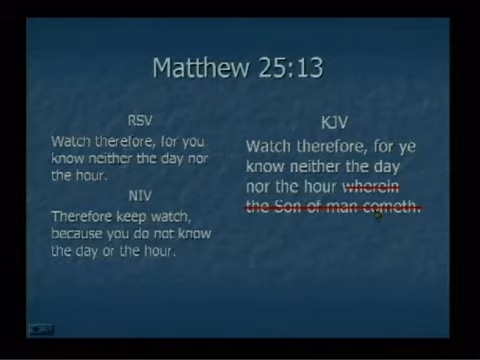 Matthew 25:13
RSV
Watch therefore, for you
know neither the day nor
the hour.
NIV
Therefore keep watch,
because you do not know
the day or the hour.
KJV
Watch therefore, for ye
know neither the day
nor the hour wherein
the Son of man cometh.